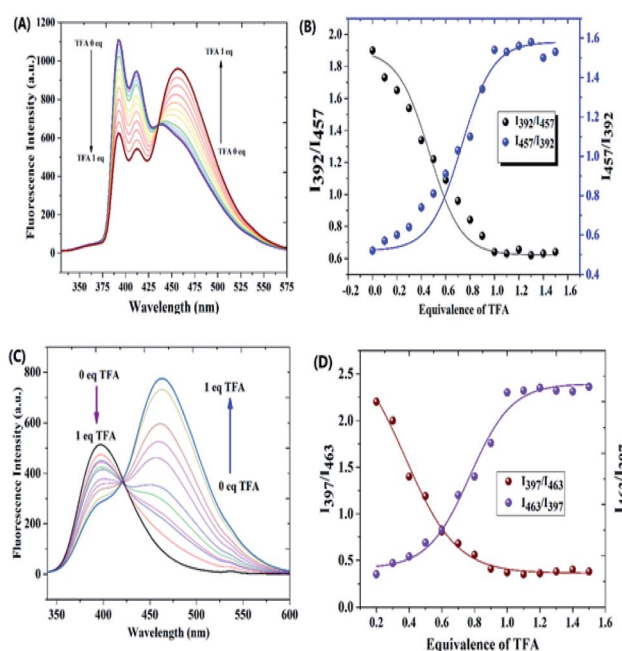 (A)
TFA 0 eq
TFA 1 eq
TFA 1 eq
TFA 0 eq
Fluorescence Intensity (a.u.)
1100
1000
800
600
400
200
0
350 375 400 425 450 475 500 525 550 575
Wavelength (nm)
(B)
I392/I457
I457/I392
I392/I457
2.0
1.8
1.6
1.4
1.2
1.0
0.8
0.6
I457/I392
1.6
1.4
1.2
1.0
0.8
0.6
0.4
-0.2 0.0 0.2 0.4 0.6 0.8 1.0 1.2 1.4 1.6
Equivalence of TFA
(C)
0 eq TFA
1 eq TFA
1 eq TFA
0 eq TFA
Fluorescence Intensity (a.u.)
800
600
400
200
0
350 400 450 500 550 600
Wavelength (nm)
(D)
I397/I463
I463/I397
I397/I463
2.5
2.0
1.5
1.0
0.5
0.0
0.2 0.4 0.6 0.8 1.0 1.2 1.4 1.6
Equivalence of TFA